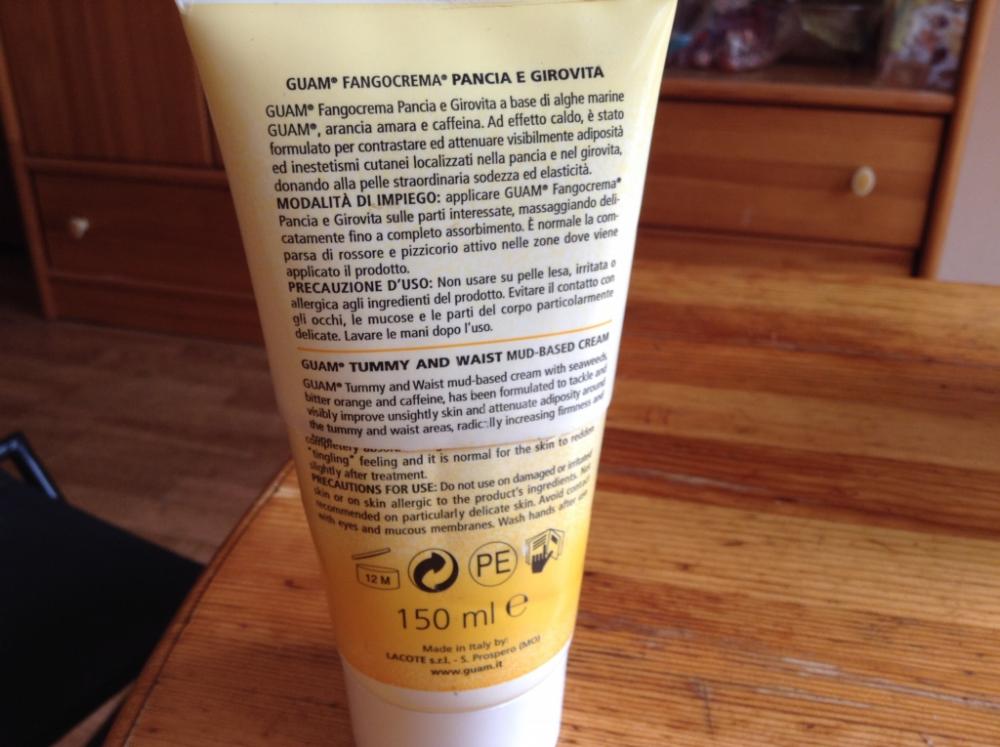 GUAM® FANGOCREMA® PANCIA E GIROVITA
GUAM® Fangocrema Pancia e Girovita a base di alghe marine
GUAM®, arancia amara e caffeina. Ad effetto caldo, è stato
formulato per contrastare ed attenuare visibilmente adiposità
ed inestetismi cutanei localizzati nella pancia e nel girovita,
donando alla pelle straordinaria sodezza ed elasticità.
MODALITÀ DI IMPIEGO: applicare GUAM® Fangocrema®
Pancia e Girovita sulle parti interessate, massaggiando deli-
catamente fino a completo assorbimento. È normale la com-
parsa di rossore e pizzicorio attivo nelle zone dove viene
applicato il prodotto.
PRECAUZIONE D'USO: Non usare su pelle lesa, irritata o
allergica agli ingredienti del prodotto. Evitare il contatto con
gli occhi, le mucose e le parti del corpo particolarmente
delicate. Lavare le mani dopo l'uso.
GUAM® TUMMY AND WAIST MUD-BASED CREAM
GUAM® Tummy and Waist mud-based cream with seaweeds,
bitter orange and caffeine, has been formulated to tackle and
visibly improve unsightly skin and attenuate adiposity around
the tummy and waist areas, radically increasing firmness and
tone.
completely
"tingling" feeling and it is normal for the skin to redden
slightly after treatment.
PRECAUTIONS FOR USE: Do not use on damaged or irritated
skin or on skin allergic to the product's ingredients. Not
recommended on particularly delicate skin. Avoid contact
with eyes and mucous membranes. Wash hands after use
12 M
PE
150 ml e
Made in Italy by:
LACOTE s.r.l. - S. Prospero (MO)
www.guam.it